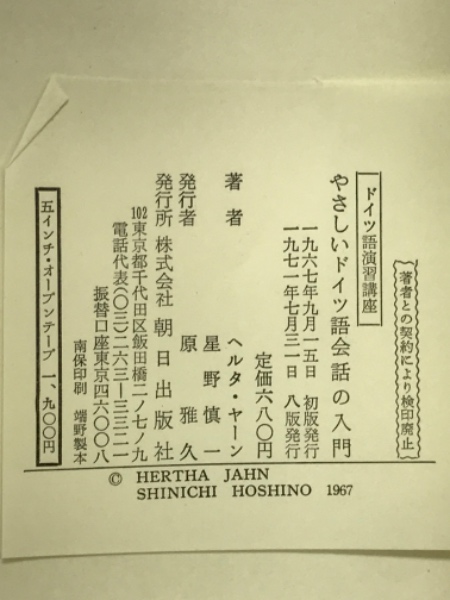 著者との契約により検印廃止
ドイツ語演習講座
やさしいドイツ語会話の入門
一九六七年九月一五日 初版発行
一九七一年七月三一日 八版発行
定価六八〇円
著者 ヘルタ・ヤーン
星野慎一
発行者 原雅久
発行所 株式会社 朝日出版社
102東京都千代田区飯田橋二ノ七ノ九
電話代表(〇三)二六三―三三二一
振替口座東京四六〇〇八
南保印刷 端野製本
五インチ・オープンテープ 一、九〇〇円
© HERTHA JAHN
SHINICHI HOSHINO 1967